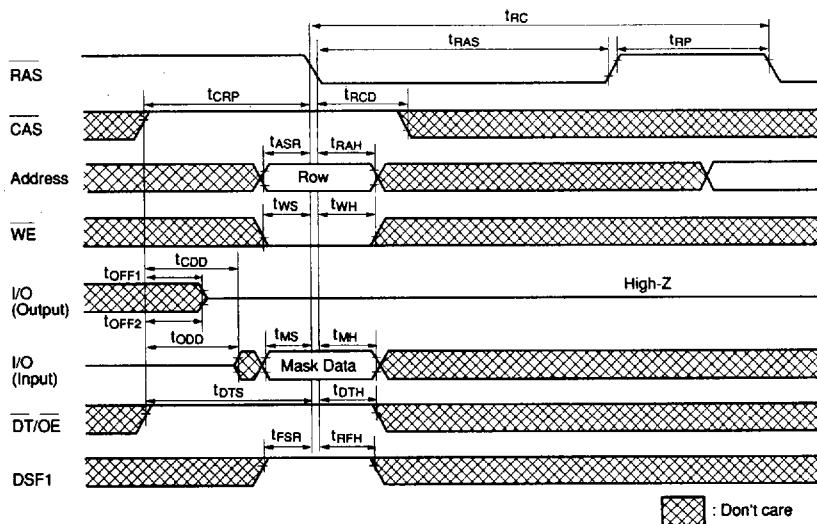 tRC
tRAS
tRP
RAS
tCRP
tRCD
CAS
tASR
tRAH
Address
Row
tWS
tWH
WE
tCDD
tOFF1
High-Z
I/O
(Output)
tOFF2
tODD
tMS
tMH
I/O
(Input)
Mask Data
tDTS
tDTH
DT/OE
tFSR
tRFH
DSF1
: Don't care